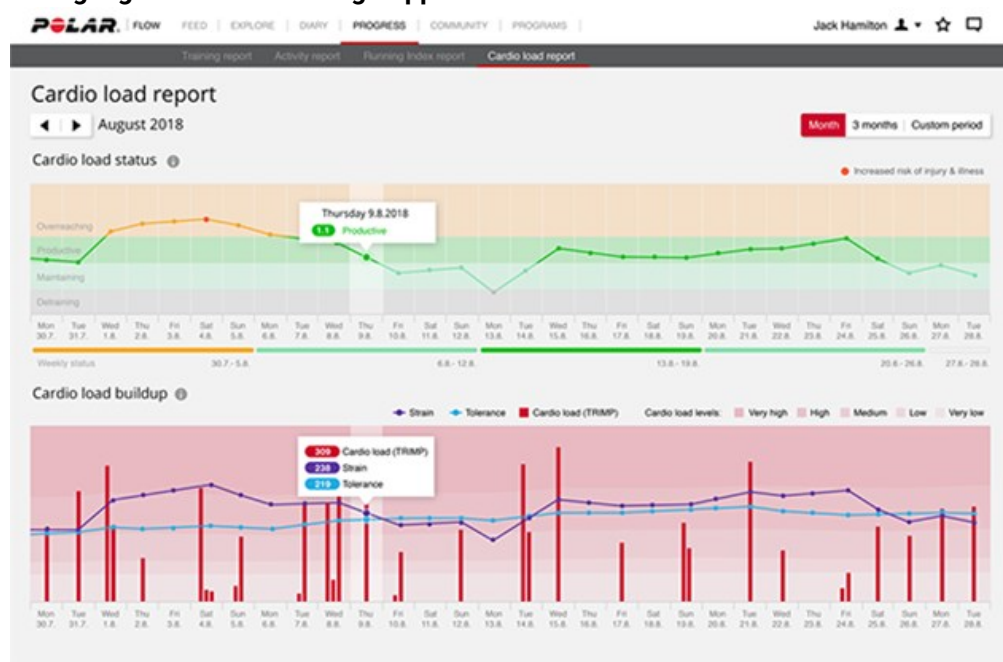 POLAR. FLOW FEED EXPLORE DIARY PROGRESS COMMUNITY PROGRAMS Jack Hamilton
Training report Activity report Running Index report Cardio load report
Cardio load report
August 2018
Month 3 months Custom period
Cardio load status
Increased risk of injury & illness
Overreaching
Productive
Maintaining
Detraining
Thursday 9.8.2018
1.1 Productive
Mon Tue Wed Thu Fri Sat Sun Mon Tue Wed Thu Fri Sat Sun Mon Tue Wed Thu Fri Sat Sun Mon Tue Wed Thu Fri Sat Sun Mon Tue
30.7. 31.7. 1.8. 2.8. 3.8. 4.8. 5.8. 6.8. 7.8. 8.8. 9.8. 10.8. 11.8. 12.8. 13.8. 14.8. 15.8. 16.8. 17.8. 18.8. 19.8. 20.8. 21.8. 22.8. 23.8. 24.8. 25.8. 26.8. 27.8. 28.8.
Weekly status 30.7.- 5.8. 6.8.- 12.8. 13.8.- 19.8. 20.8.- 26.8. 27.8.- 28.8.
Cardio load buildup
Strain Tolerance Cardio load (TRIMP) Cardio load levels: Very high High Medium Low Very low
309 Cardio load (TRIMP)
238 Strain
219 Tolerance
Mon Tue Wed Thu Fri Sat Sun Mon Tue Wed Thu Fri Sat Sun Mon Tue Wed Thu Fri Sat Sun Mon Tue Wed Thu Fri Sat Sun Mon Tue
30.7. 31.7. 1.8. 2.8. 3.8. 4.8. 5.8. 6.8. 7.8. 8.8. 9.8. 10.8. 11.8. 12.8. 13.8. 14.8. 15.8. 16.8. 17.8. 18.8. 19.8. 20.8. 21.8. 22.8. 23.8. 24.8. 25.8. 26.8. 27.8. 28.8.